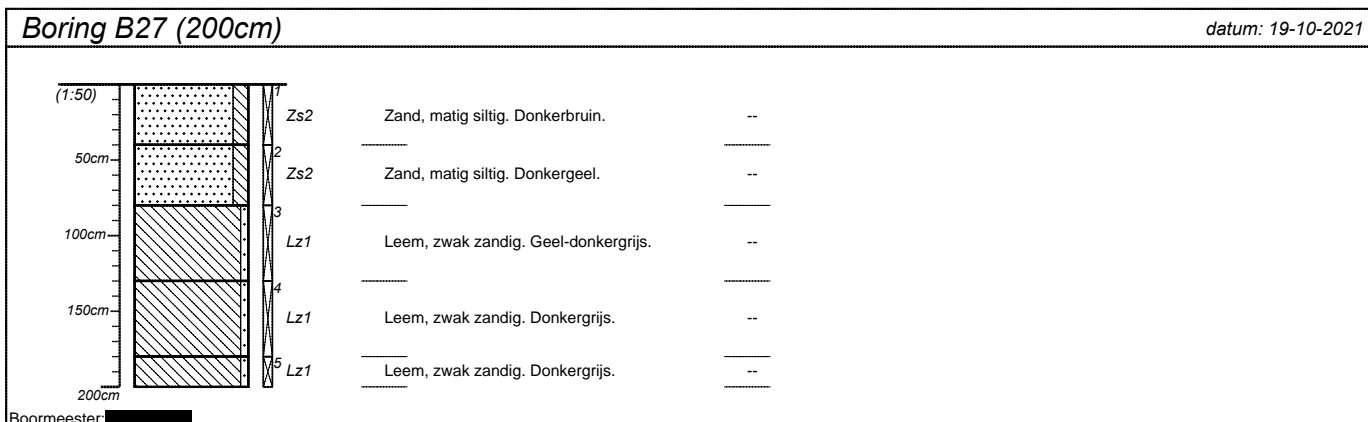 Boring B27 (200cm) datum: 19-10-2021
(1:50)
1
Zs2 Zand, matig siltig. Donkerbruin. --
50cm
2
Zs2 Zand, matig siltig. Donkergeel. --
3
100cm Lz1 Leem, zwak zandig. Geel-donkergrijs. --
4
150cm Lz1 Leem, zwak zandig. Donkergrijs. --
5 Lz1 Leem, zwak zandig. Donkergrijs. --
200cm
Boormeester: